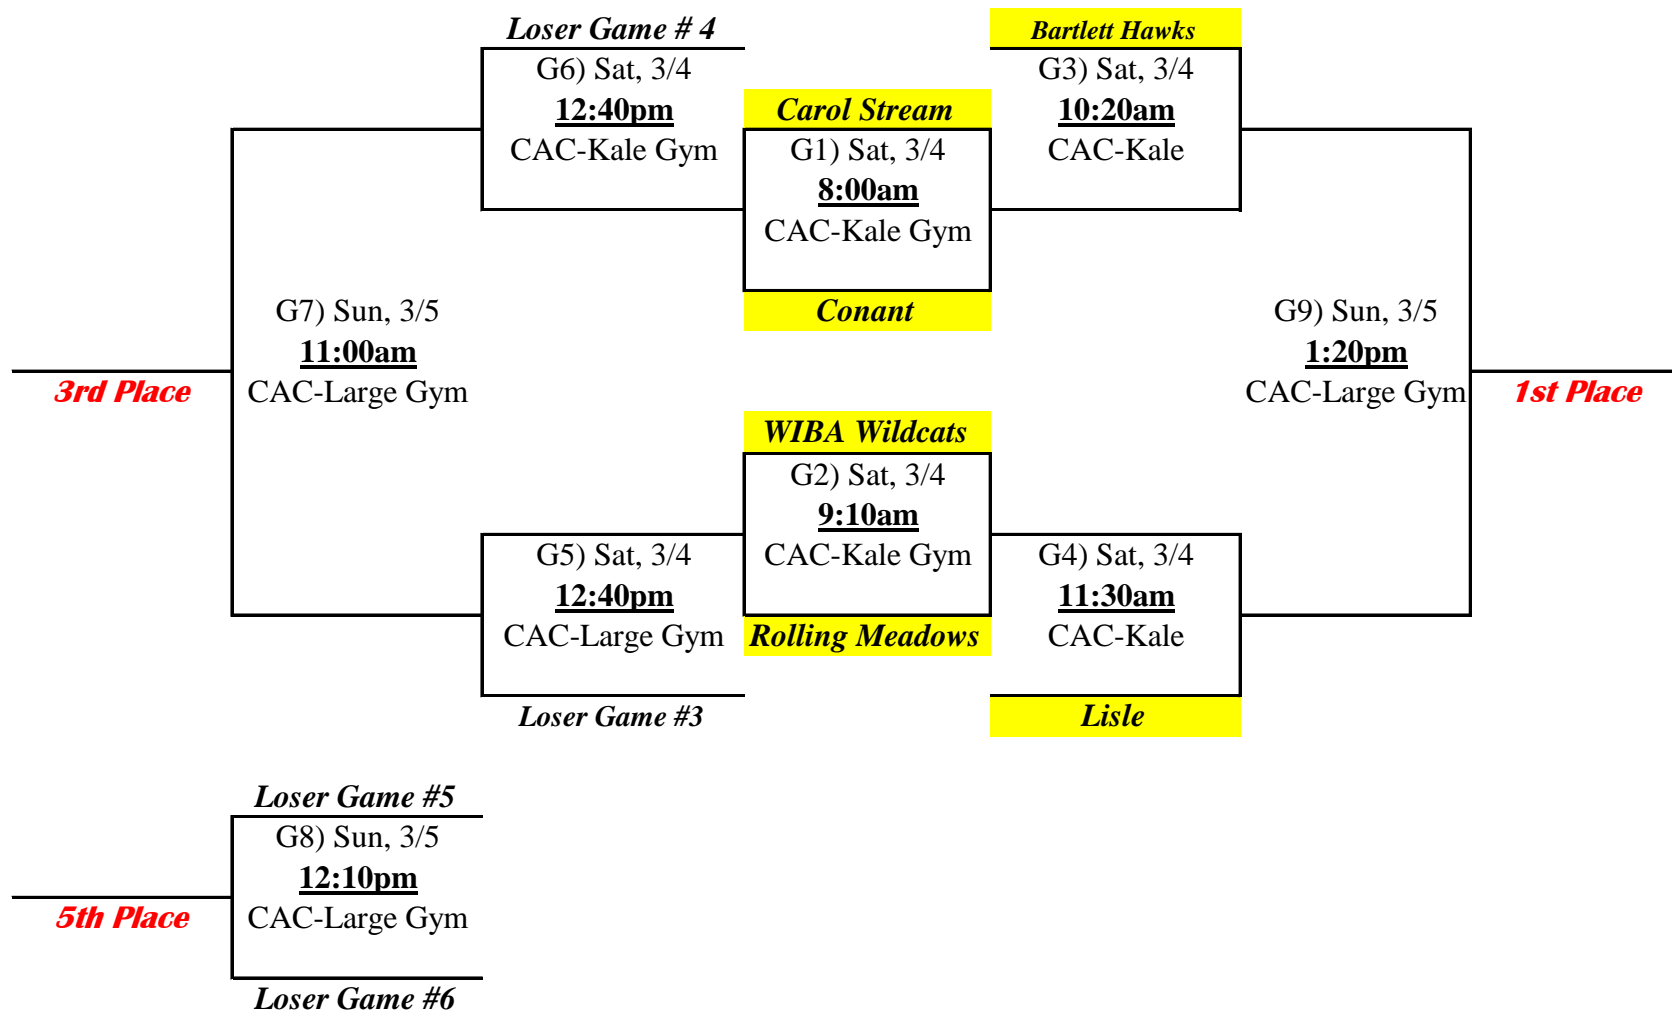 Loser Game # 4
G6) Sat, 3/4
12:40pm
CAC-Kale Gym
Bartlett Hawks
G3) Sat, 3/4
10:20am
CAC-Kale
Carol Stream
G1) Sat, 3/4
8:00am
CAC-Kale Gym
Conant
G7) Sun, 3/5
11:00am
CAC-Large Gym
3rd Place
G9) Sun, 3/5
1:20pm
CAC-Large Gym
1st Place
WIBA Wildcats
G2) Sat, 3/4
9:10am
CAC-Kale Gym
Rolling Meadows
G5) Sat, 3/4
12:40pm
CAC-Large Gym
Loser Game #3
G4) Sat, 3/4
11:30am
CAC-Kale
Lisle
Loser Game #5
G8) Sun, 3/5
12:10pm
CAC-Large Gym
5th Place
Loser Game #6